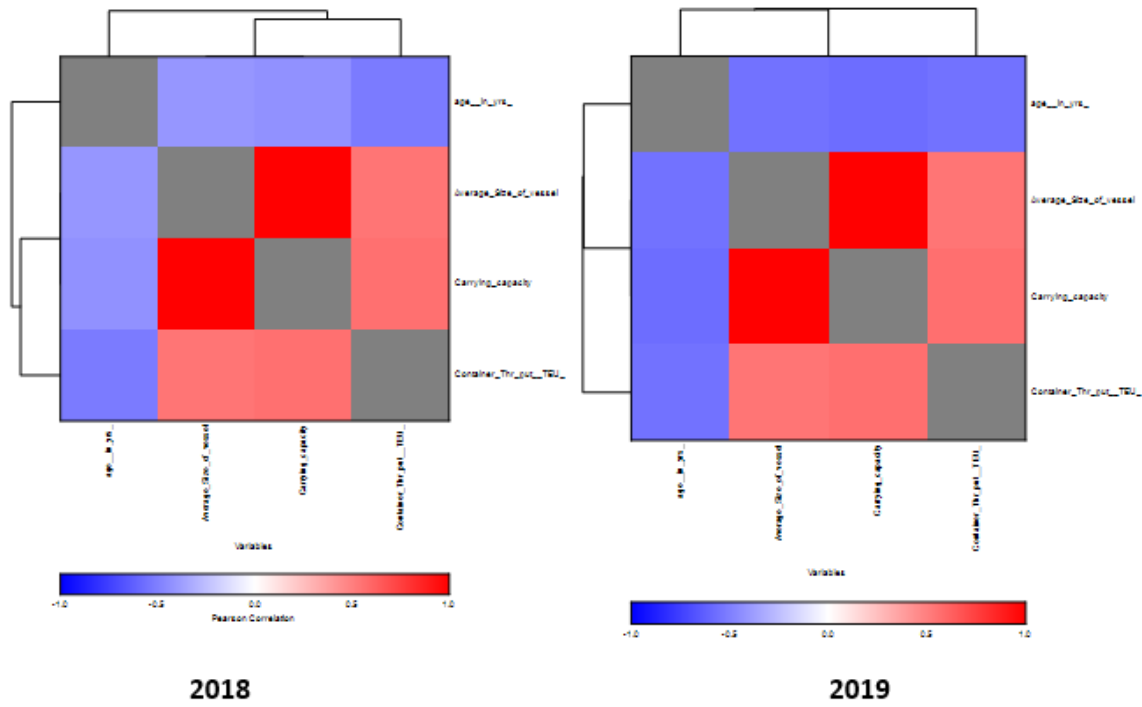 age__in_yrs_
Average_Size_of_vessel
Carrying_capacity
Container_Thr_put__TEU_
age__in_yrs_
Average_Size_of_vessel
Carrying_capacity
Container_Thr_put__TEU_
Variables
-1.0 -0.5 0.0 0.5 1.0
Pearson Correlation
2018
age__in_yrs_
Average_Size_of_vessel
Carrying_capacity
Container_Thr_put__TEU_
age__in_yrs_
Average_Size_of_vessel
Carrying_capacity
Container_Thr_put__TEU_
Variables
-1.0 -0.5 0.0 0.5 1.0
2019